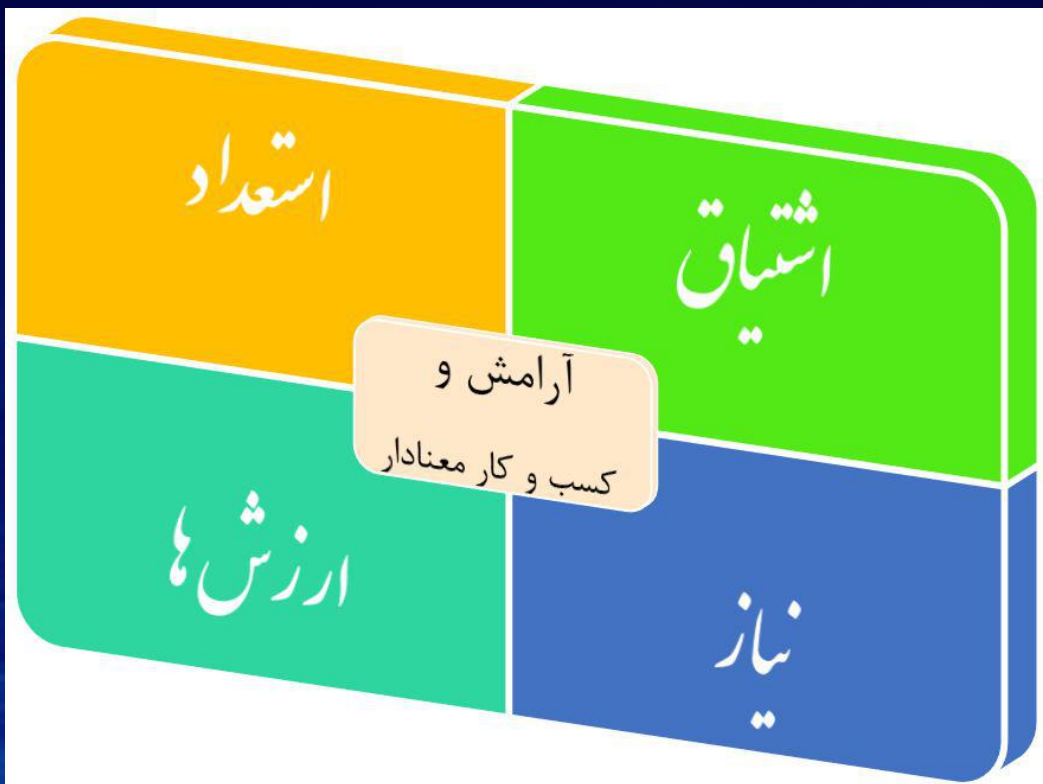 اشتیاق
استعداد
آرامش و
کسب و کار معنادار
نیاز
ارزش‌ها